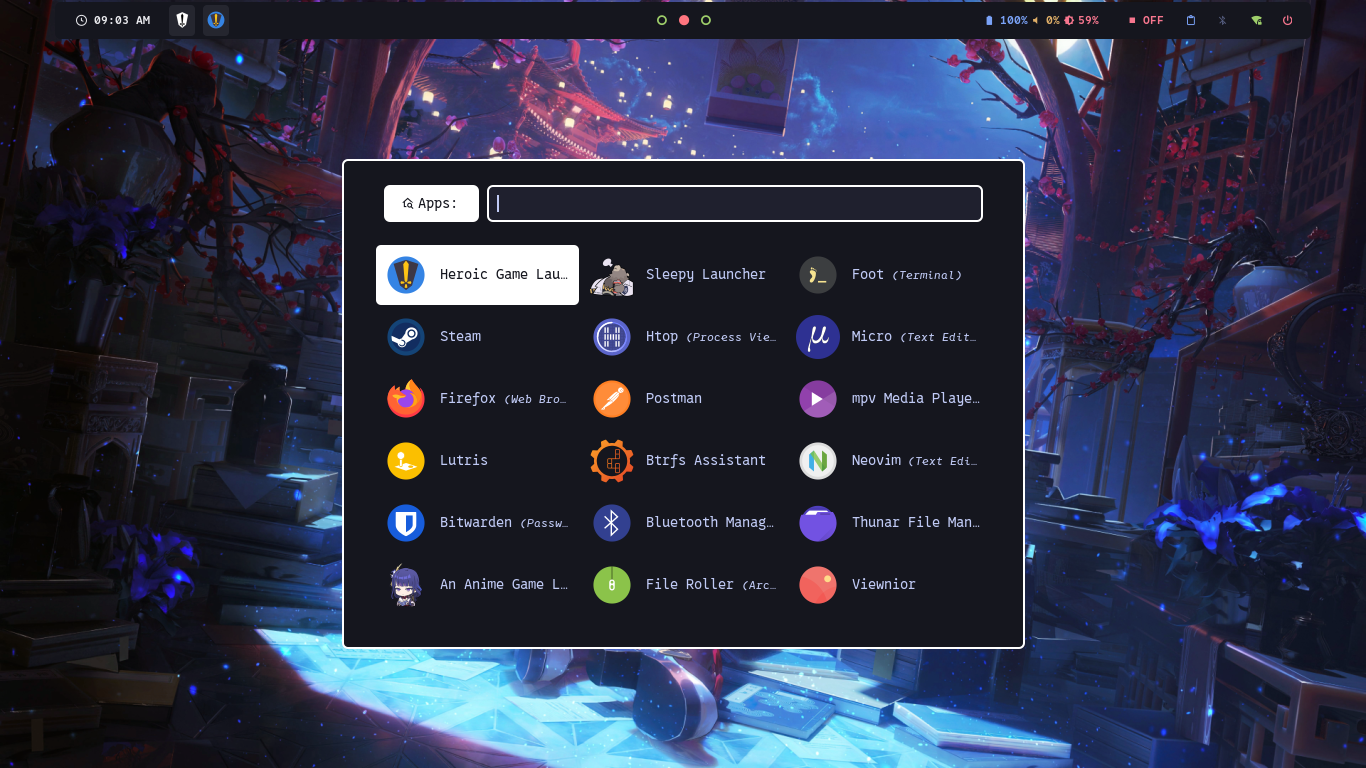 09:03 AM
100% 0% 59% OFF
Apps:
Heroic Game Lau… Sleepy Launcher Foot (Terminal)
Steam Htop (Process Vie… Micro (Text Edit…
Firefox (Web Bro… Postman mpv Media Playe…
Lutris Btrfs Assistant Neovim (Text Edi…
Bitwarden (Passw… Bluetooth Manag… Thunar File Man…
An Anime Game L… File Roller (Arc… Viewnior